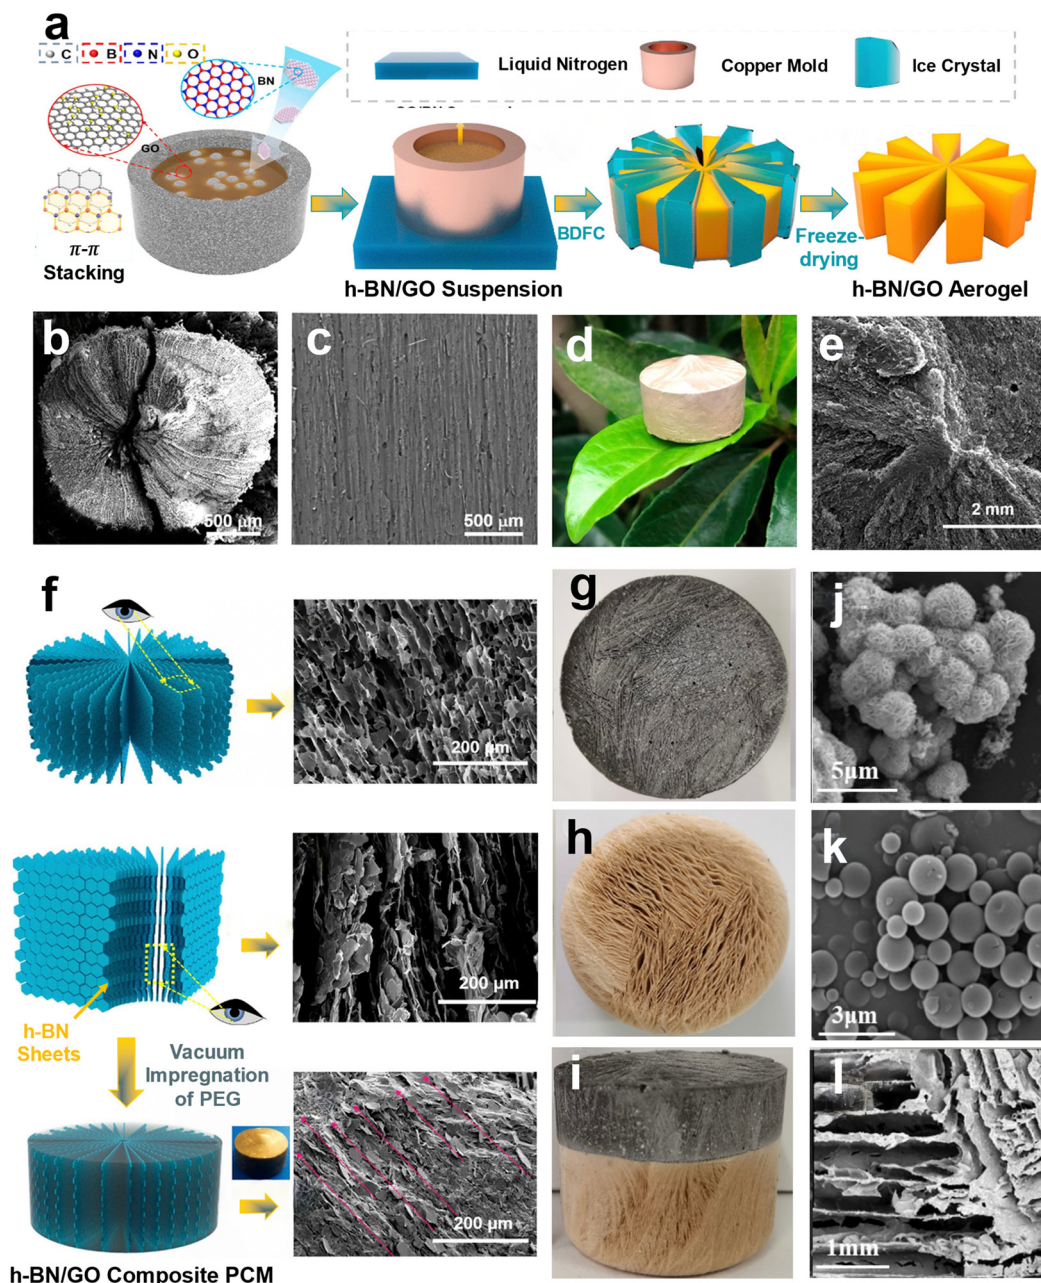 a
C B N O
BN
GO
π-π
Stacking
Liquid Nitrogen
Copper Mold
Ice Crystal
BDFC
Freeze-
drying
h-BN/GO Suspension
h-BN/GO Aerogel
b
500 μm
c
500 μm
d
e
2 mm
f
200 μm
g
j
5μm
200 μm
h
k
3μm
h-BN
Sheets
Vacuum
Impregnation
of PEG
200 μm
i
l
1mm
h-BN/GO Composite PCM